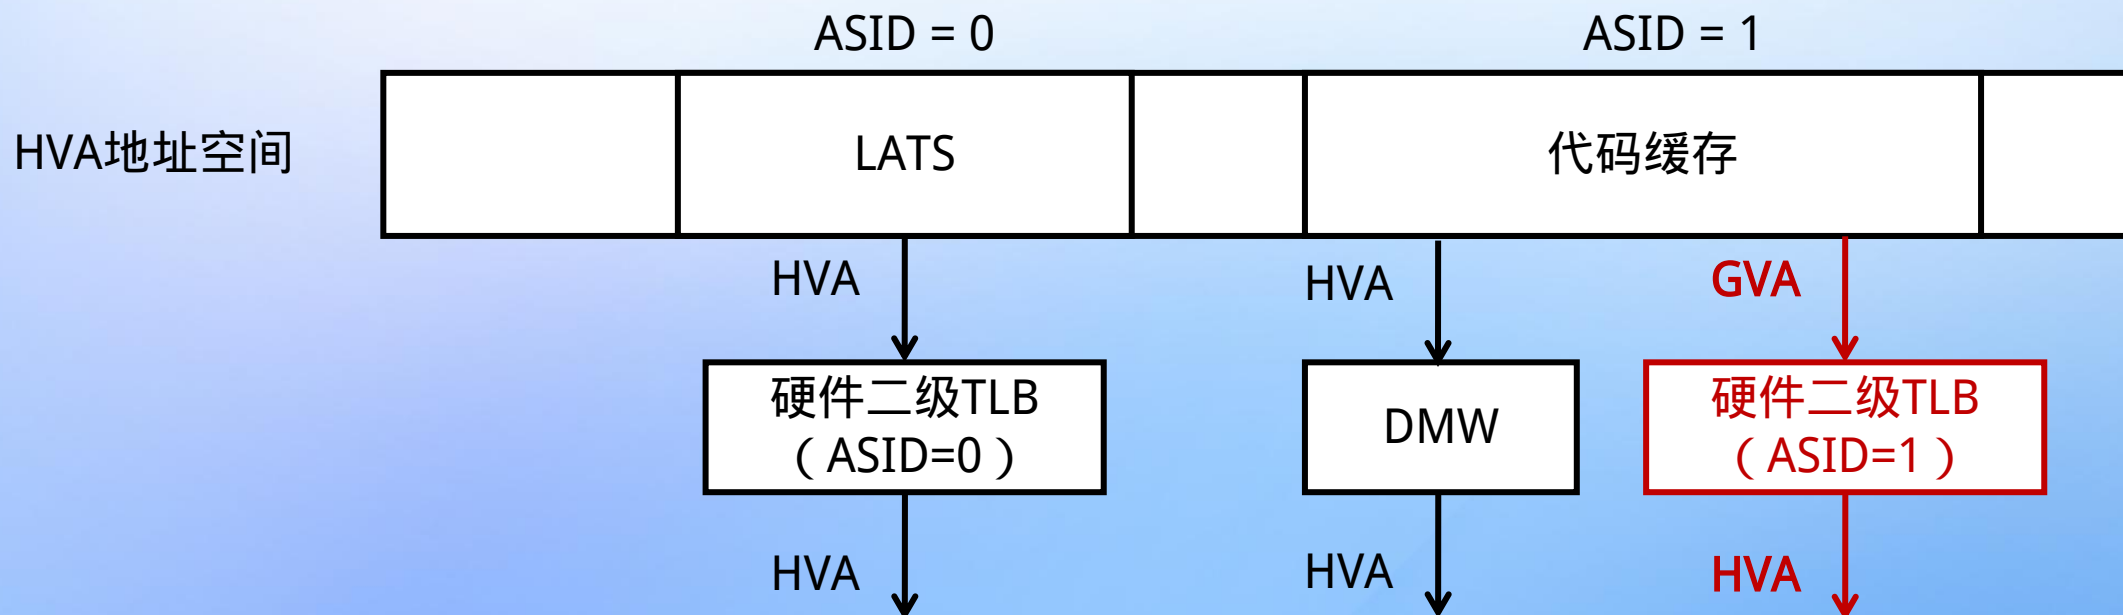 ASID = 0
ASID = 1
HVA地址空间
LATS
代码缓存
HVA
HVA
GVA
硬件二级TLB
（ASID=0）
DMW
硬件二级TLB
（ASID=1）
HVA
HVA
HVA